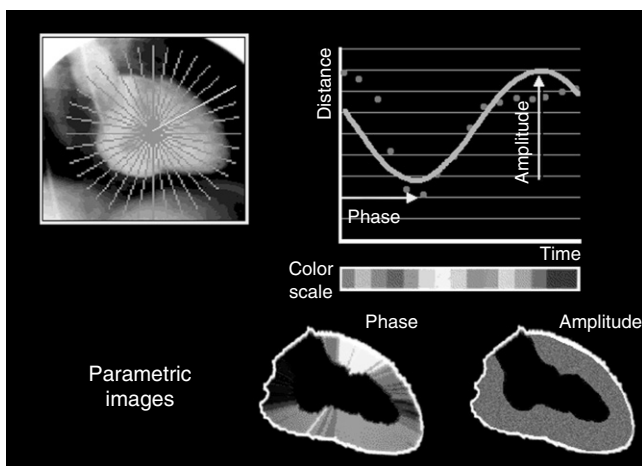 Distance
Amplitude
Phase
Time
Color
scale
Phase
Amplitude
Parametric
images